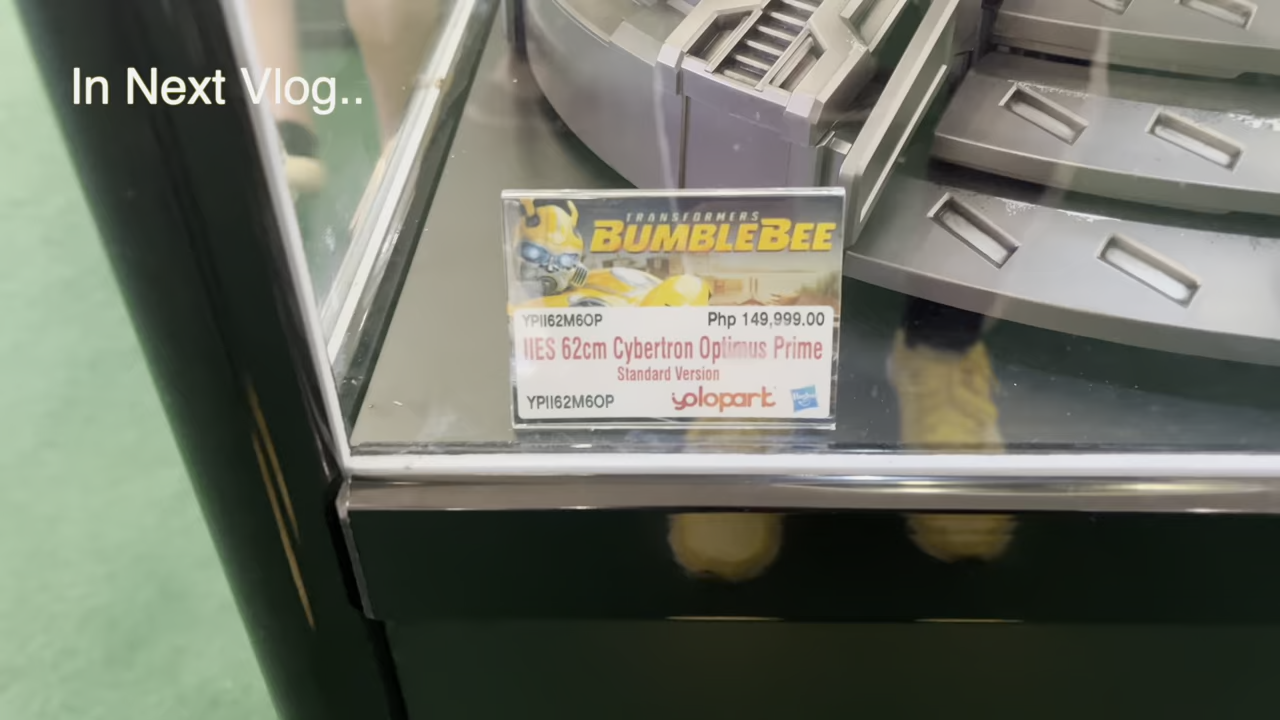 In Next Vlog..
TRANSFORMERS
BUMBLEBEE
YPII62M6OP Php 149,999.00
IIES 62cm Cybertron Optimus Prime
Standard Version
YPII62M6OP yolopart Hasbro